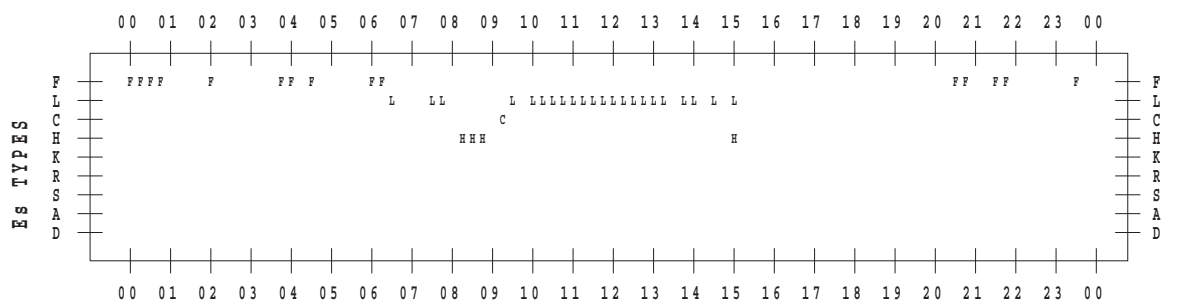 00 01 02 03 04 05 06 07 08 09 10 11 12 13 14 15 16 17 18 19 20 21 22 23 00
Es TYPES
F FFFF F FF F FF FF FF F F
L L LL L LLLLLLLLLLLLLL LL L L L
C C C
H HHH H H
K K
R R
S S
A A
D D
00 01 02 03 04 05 06 07 08 09 10 11 12 13 14 15 16 17 18 19 20 21 22 23 00